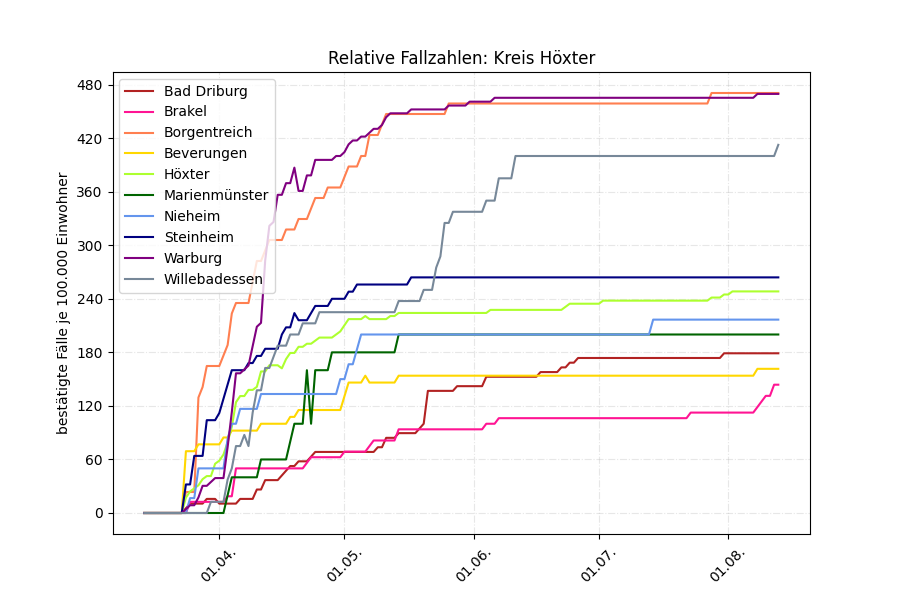 Relative Fallzahlen: Kreis Höxter
bestätigte Fälle je 100.000 Einwohner
480
420
360
300
240
180
120
60
0
Bad Driburg
Brakel
Borgentreich
Beverungen
Höxter
Marienmünster
Nieheim
Steinheim
Warburg
Willebadessen
01.04.
01.05.
01.06.
01.07.
01.08.